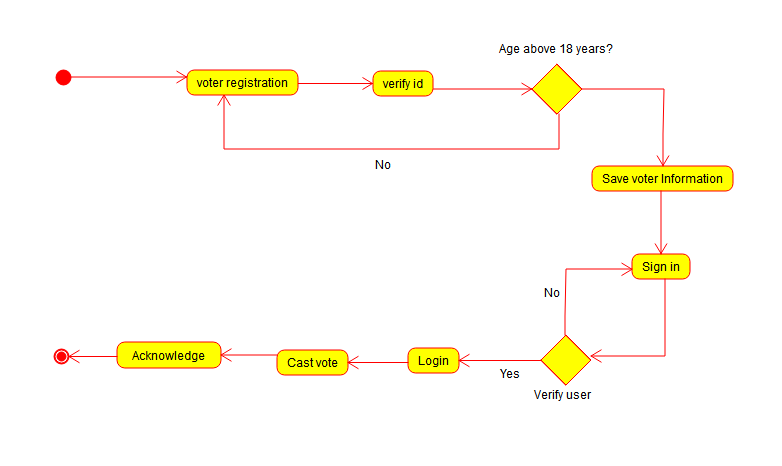 Age above 18 years?
voter registration
verify id
No
Save voter Information
Sign in
No
Acknowledge
Cast vote
Login
Yes
Verify user